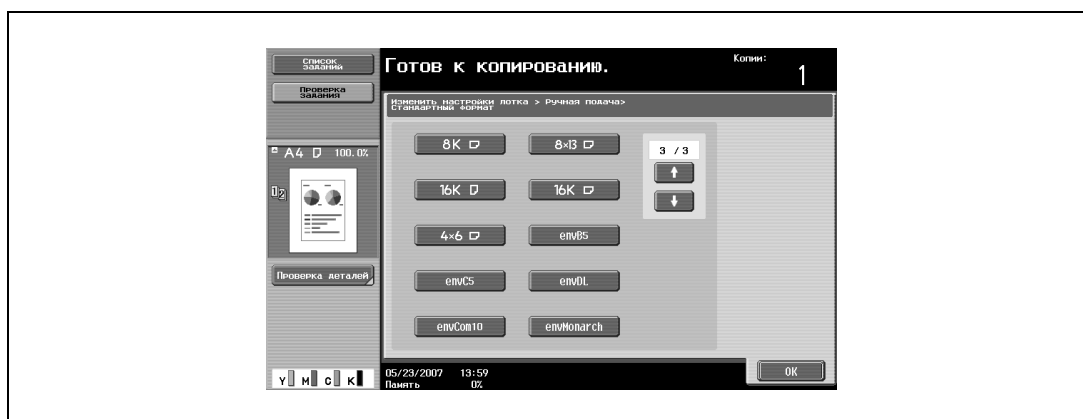 Список
заданий
Готов к копированию.
Копии:
1
Проверка
задания
Изменить настройки лотка > Ручная подача>
Стандартный формат
A4 100.0%
1 2
8K
8×13
3 / 3
16K
16K
4×6
envB5
envC5
envDL
envCom10
envMonarch
Проверка деталей
Y M C K
05/23/2007 13:59
Память 0%
OK